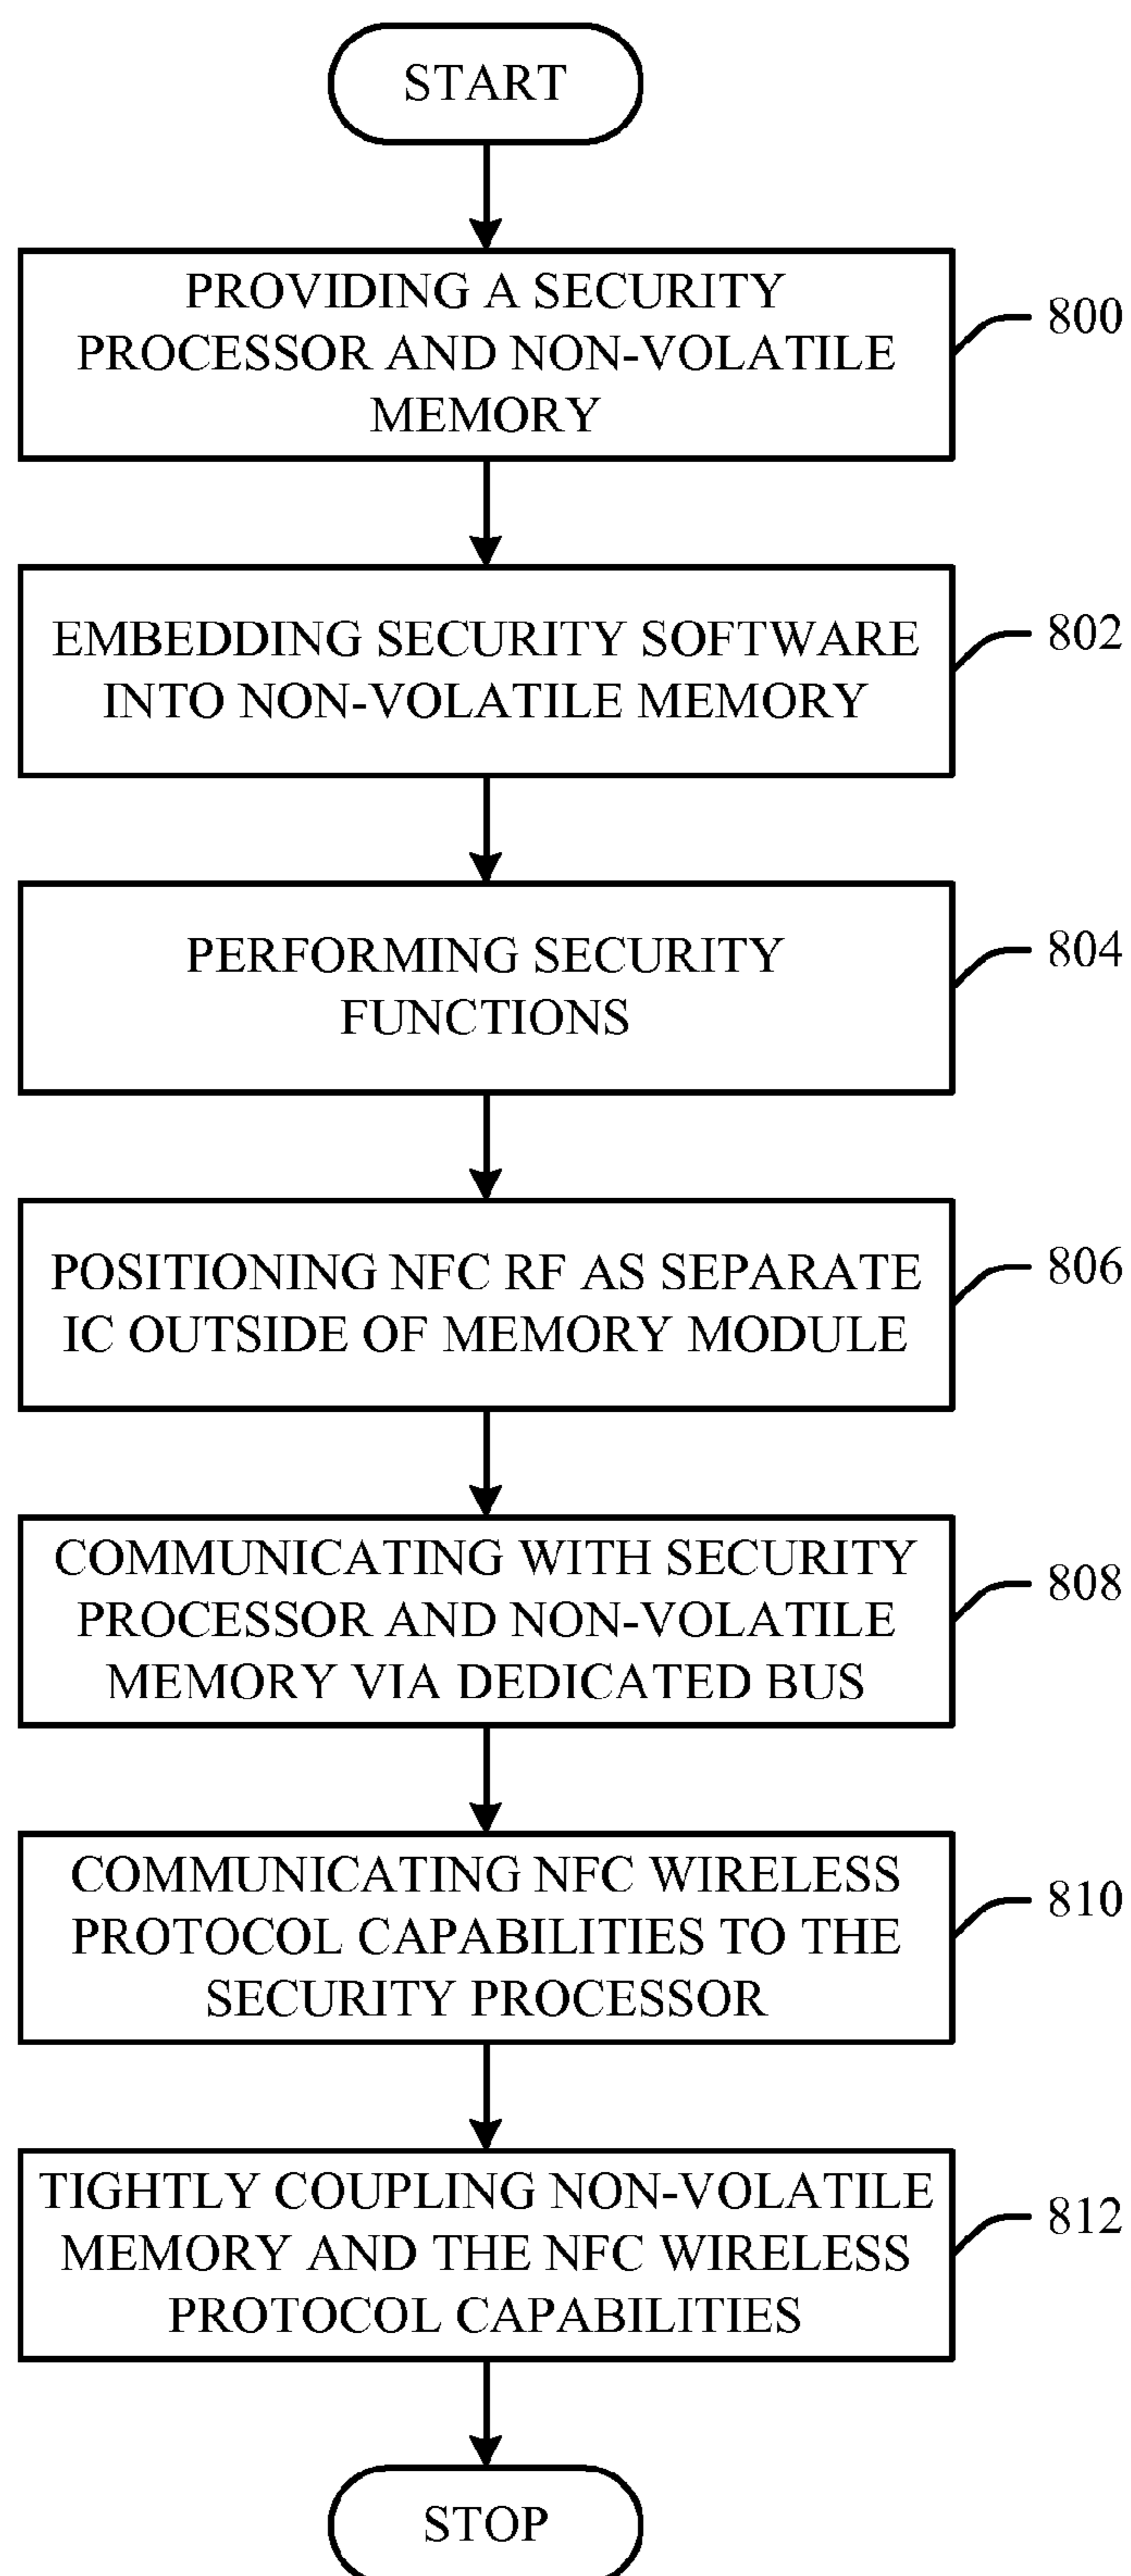 START
PROVIDING A SECURITY
PROCESSOR AND NON-VOLATILE
MEMORY
800
EMBEDDING SECURITY SOFTWARE
INTO NON-VOLATILE MEMORY
802
PERFORMING SECURITY
FUNCTIONS
804
POSITIONING NFC RF AS SEPARATE
IC OUTSIDE OF MEMORY MODULE
806
COMMUNICATING WITH SECURITY
PROCESSOR AND NON-VOLATILE
MEMORY VIA DEDICATED BUS
808
COMMUNICATING NFC WIRELESS
PROTOCOL CAPABILITIES TO THE
SECURITY PROCESSOR
810
TIGHTLY COUPLING NON-VOLATILE
MEMORY AND THE NFC WIRELESS
PROTOCOL CAPABILITIES
812
STOP